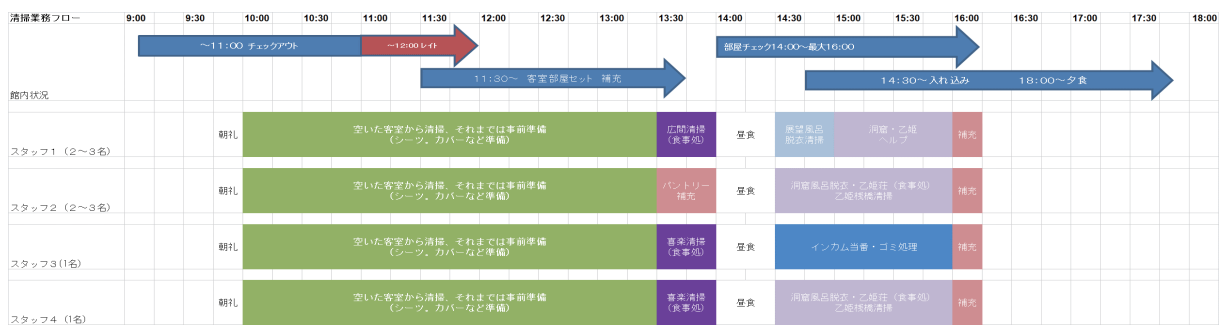 清掃業務フロー 9:00 9:30 10:00 10:30 11:00 11:30 12:00 12:30 13:00 13:30 14:00 14:30 15:00 15:30 16:00 16:30 17:00 17:30 18:00
～11:00 チェックアウト
～12:00 レイト
部屋チェック14:00～最大16:00
11:30～ 客室部屋セット 補充
14:30～入れ込み 18:00～夕食
館内状況
朝礼
空いた客室から清掃、それまでは事前準備
(シーツ。カバーなど準備)
広間清掃
(食事処)
昼食
展望風呂
脱衣清掃
洞窟・乙姫
ヘルプ
補充
スタッフ1 (2～3名)
朝礼
空いた客室から清掃、それまでは事前準備
(シーツ。カバーなど準備)
パントリー
補充
昼食
洞窟風呂脱衣・乙姫荘 (食事処)
乙姫桟橋清掃
補充
スタッフ2 (2～3名)
朝礼
空いた客室から清掃、それまでは事前準備
(シーツ。カバーなど準備)
喜楽清掃
(食事処)
昼食
インカム当番・ゴミ処理
補充
スタッフ3(1名)
朝礼
空いた客室から清掃、それまでは事前準備
(シーツ。カバーなど準備)
喜楽清掃
(食事処)
昼食
洞窟風呂脱衣・乙姫荘 (食事処)
乙姫桟橋清掃
補充
スタッフ4 (1名)